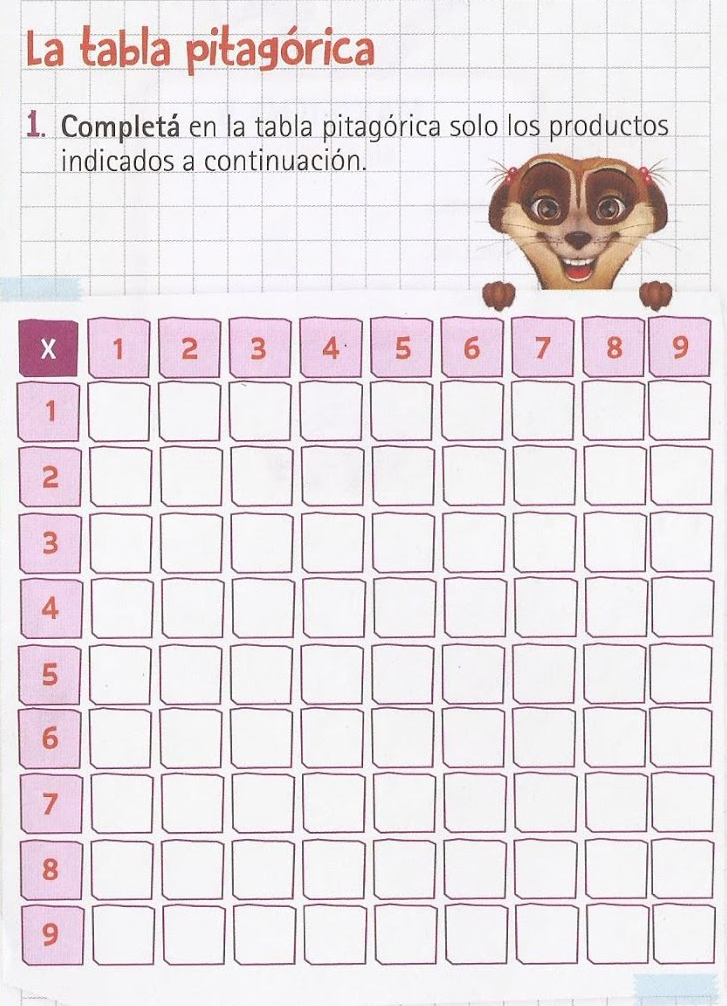 La tabla pitagórica
1. Completá en la tabla pitagórica solo los productos
indicados a continuación.
X 1 2 3 4 5 6 7 8 9
1
2
3
4
5
6
7
8
9